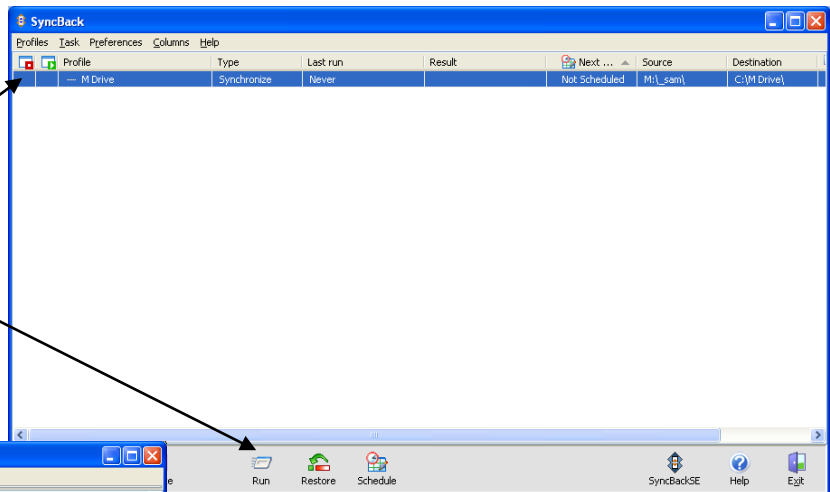 SyncBack
Profiles Task Preferences Columns Help
Profile Type Last run Result Next ... Source Destination
M Drive Synchronize Never Not Scheduled M:\_sam\ C:\M Drive\
e Run Restore Schedule SyncBackSE Help Exit